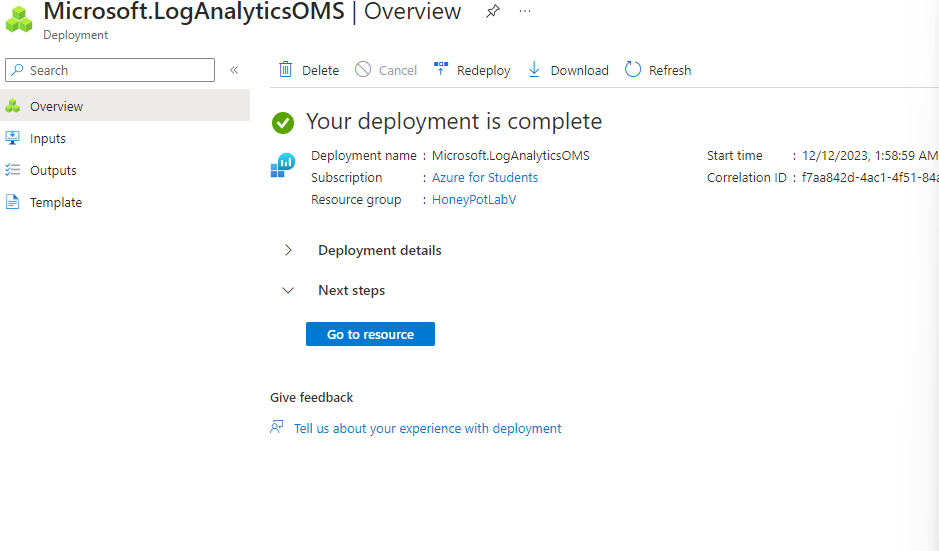 Microsoft.LogAnalyticsOMS | Overview
Deployment
Search
Delete
Cancel
Redeploy
Download
Refresh
Overview
Inputs
Outputs
Template
Your deployment is complete
Deployment name : Microsoft.LogAnalyticsOMS
Subscription : Azure for Students
Resource group : HoneyPotLabV
Start time : 12/12/2023, 1:58:59 AM
Correlation ID : f7aa842d-4ac1-4f51-84a
Deployment details
Next steps
Go to resource
Give feedback
Tell us about your experience with deployment